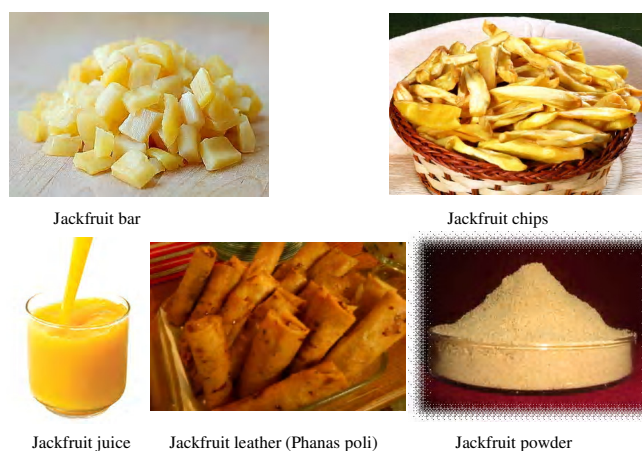 Jackfruit bar
Jackfruit chips
Jackfruit juice
Jackfruit leather (Phanas poli)
Jackfruit powder